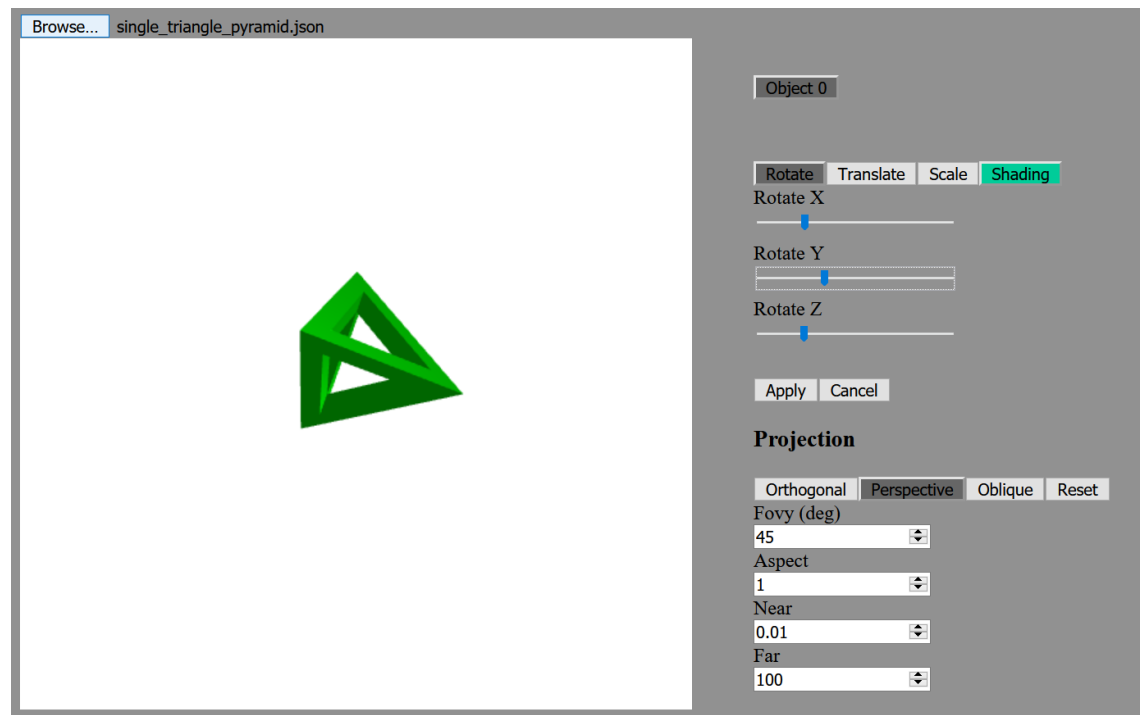 Browse... single_triangle_pyramid.json
Object 0
Rotate Translate Scale Shading
Rotate X
Rotate Y
Rotate Z
Apply Cancel
Projection
Orthogonal Perspective Oblique Reset
Fovy (deg)
45
Aspect
1
Near
0.01
Far
100